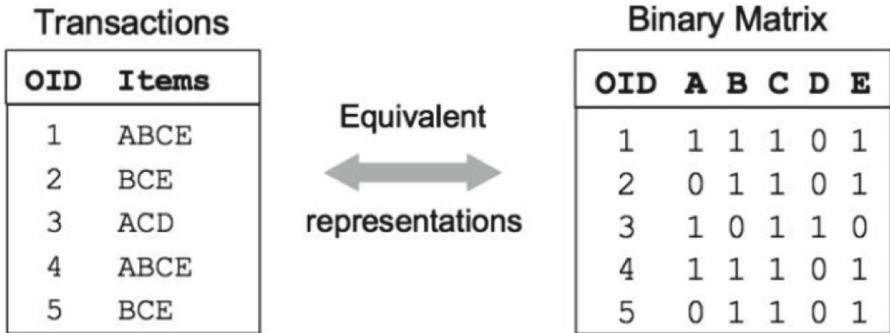 Transactions
OID Items
1 ABCE
2 BCE
3 ACD
4 ABCE
5 BCE
Equivalent
representations
Binary Matrix
OID A B C D E
1 1 1 1 0 1
2 0 1 1 0 1
3 1 0 1 1 0
4 1 1 1 0 1
5 0 1 1 0 1